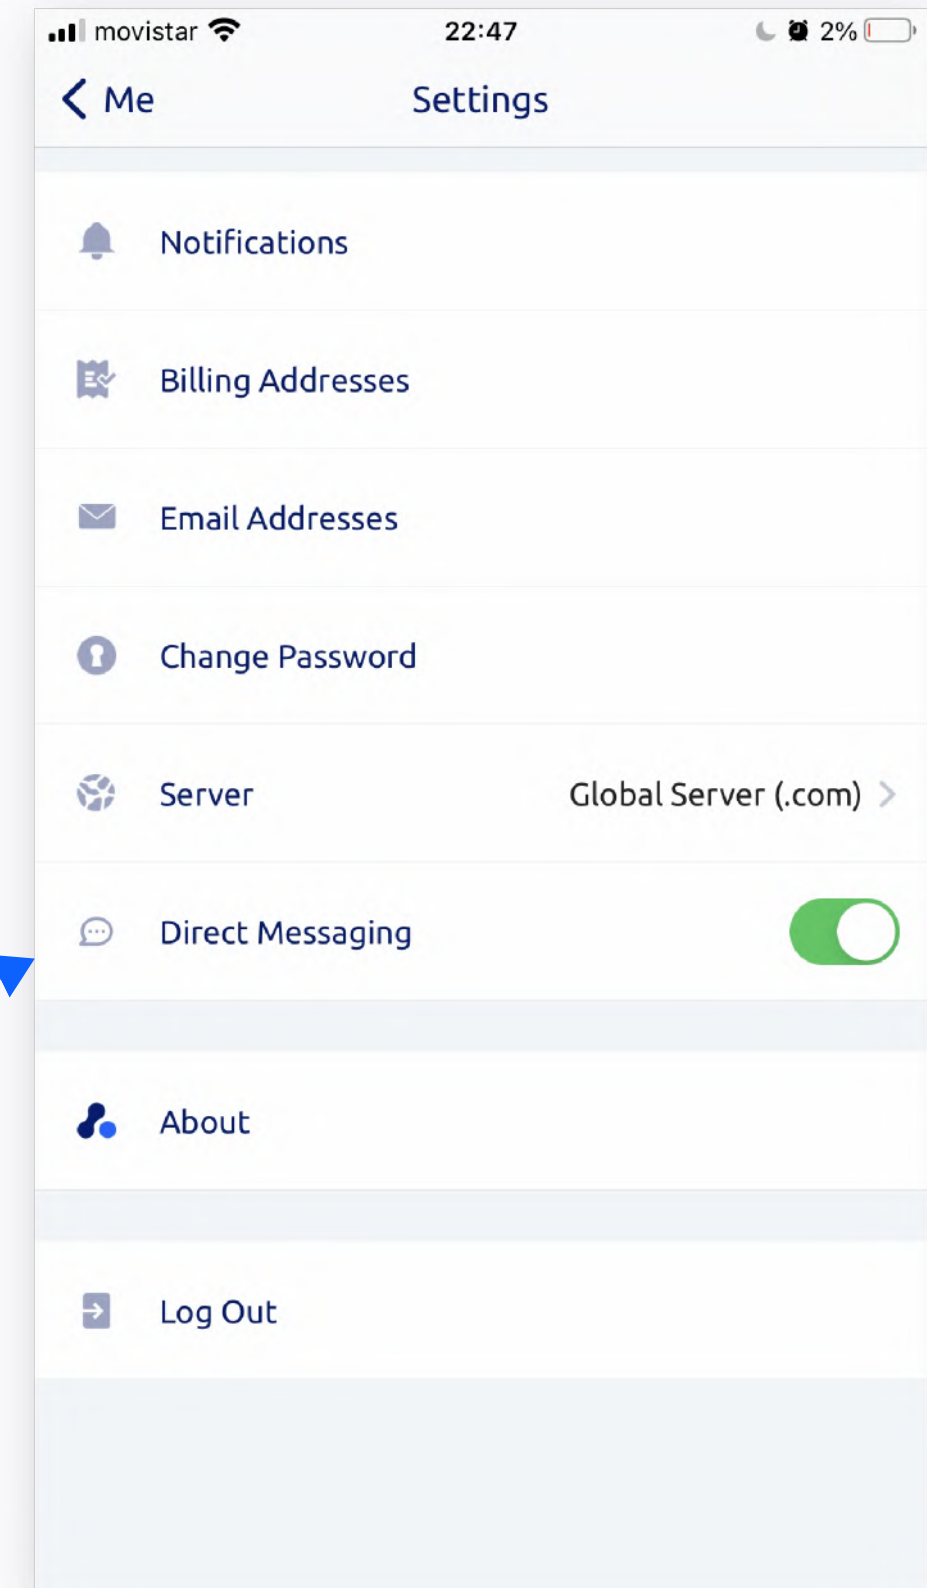 movistar 22:47 2%
Me Settings
Notifications
Billing Addresses
Email Addresses
Change Password
Server Global Server (.com)
Direct Messaging
About
Log Out